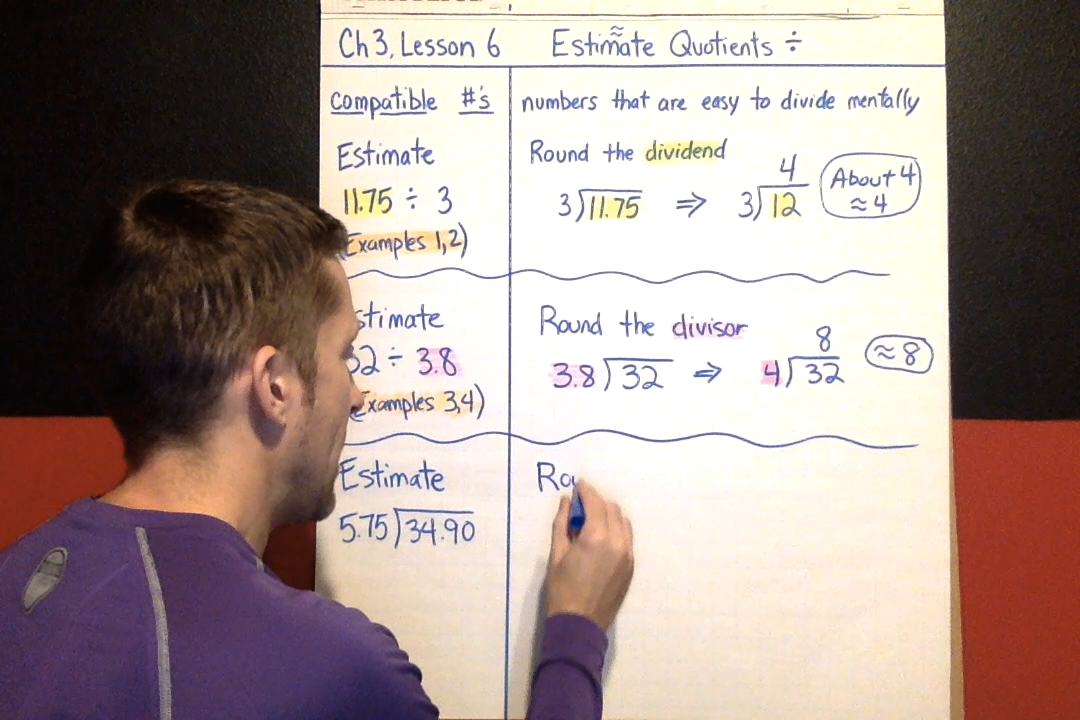 Ch 3, Lesson 6 Estimate Quotients ÷
≈
compatible #'s numbers that are easy to divide mentally
Estimate Round the dividend
11.75 ÷ 3 3)11.75 ⇒ 3)12 4 About 4
≈ 4
(Examples 1,2)
stimate Round the divisor
32 ÷ 3.8 3.8)32 ⇒ 4)32 8 ≈ 8
Examples 3,4)
Estimate Rou
5.75)34.90